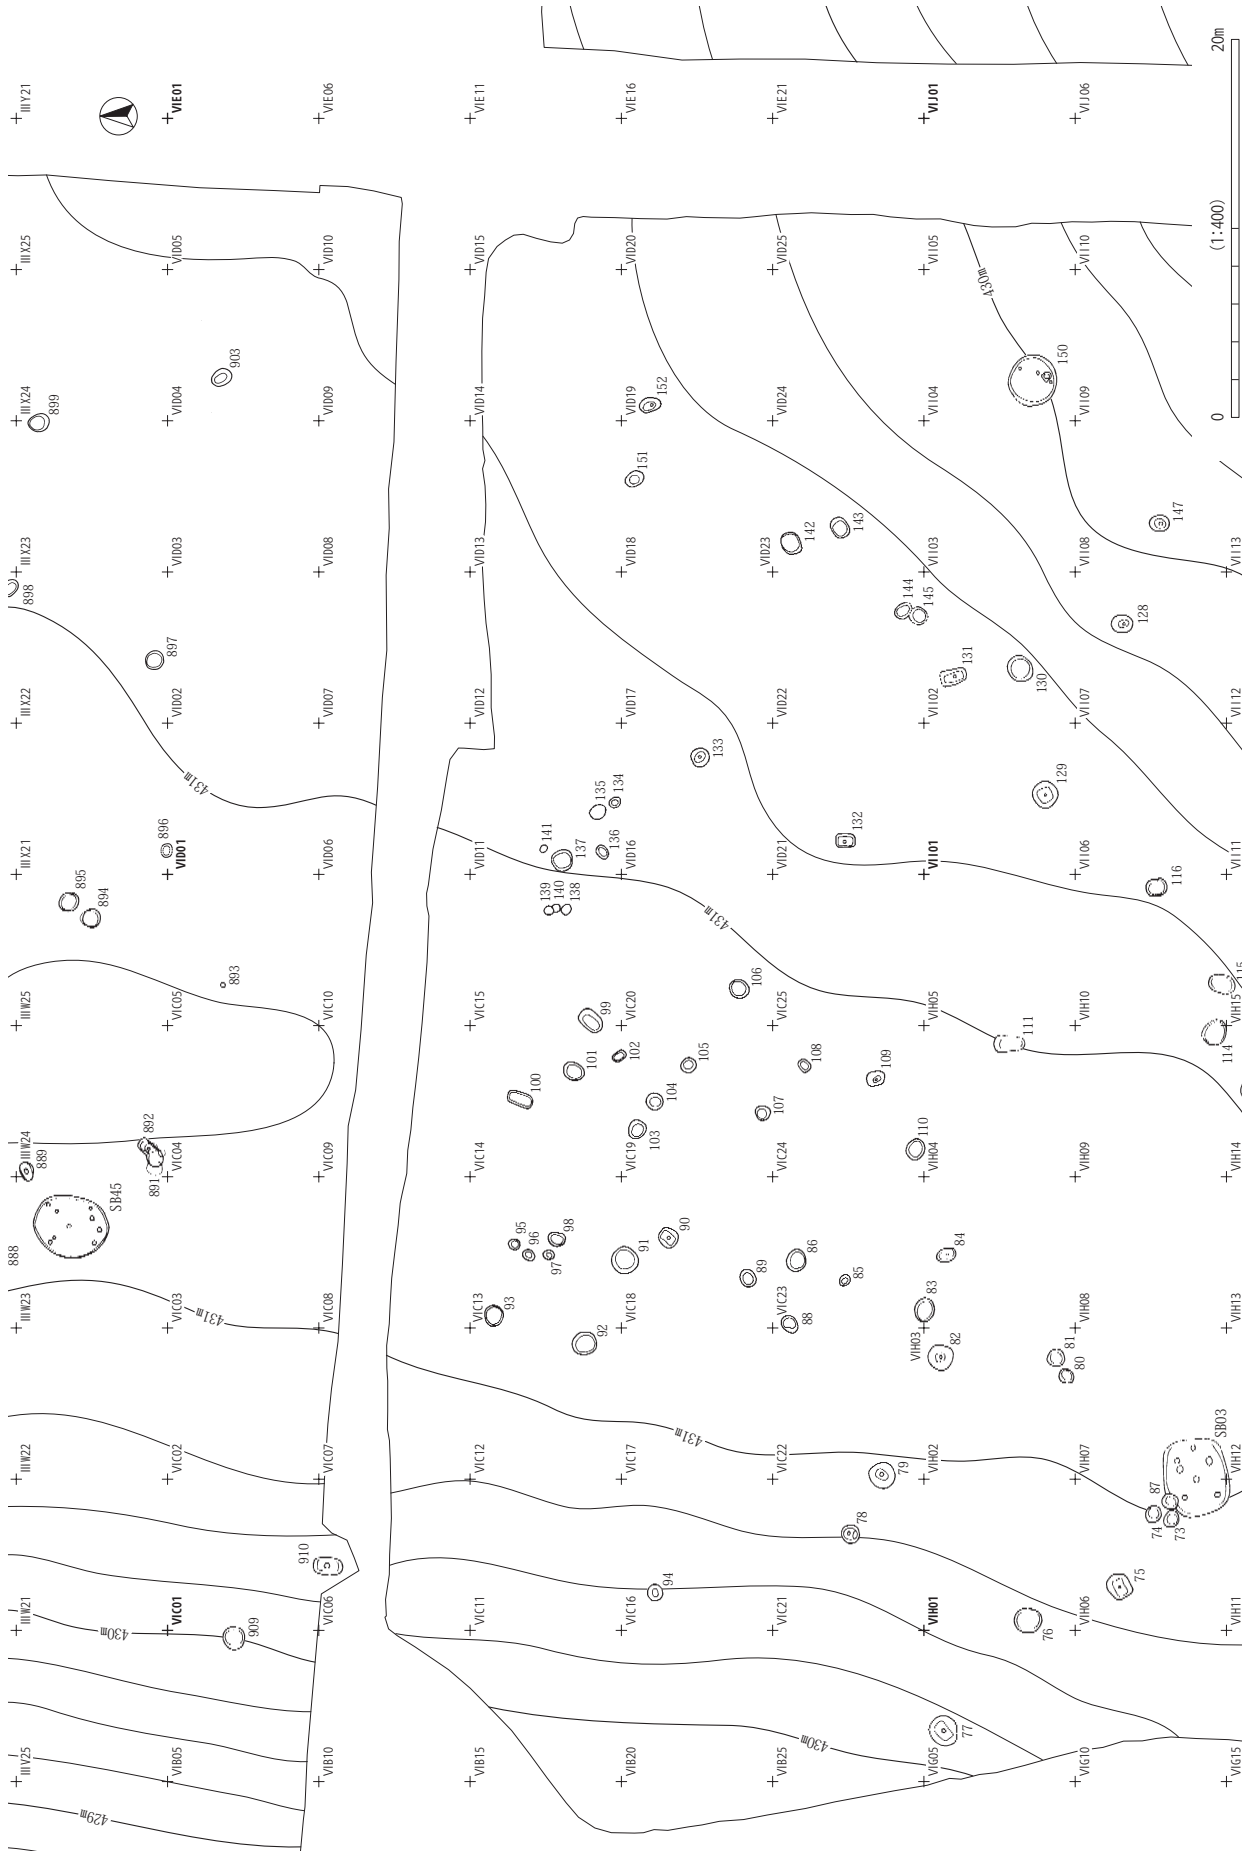 ⅢY21
ⅥE01
ⅥE06
ⅥE11
ⅥE16
ⅥE21
ⅥJ01
ⅥJ06
20m
(1:400)
0
ⅢX25
ⅥD05
ⅥD10
ⅥD15
ⅥD20
ⅥD25
ⅥI05
ⅥI10
430m
150
903
152
ⅢX24
899
ⅥD04
ⅥD09
ⅥD14
ⅥD19
ⅥD24
ⅥI04
ⅥI09
151
142
143
147
ⅢX23
898
ⅥD03
ⅥD08
ⅥD13
ⅥD18
ⅥD23
ⅥI03
ⅥI08
ⅥI13
144
145
128
897
131
130
ⅢX22
ⅥD02
ⅥD07
ⅥD12
ⅥD17
ⅥD22
ⅥI02
ⅥI07
ⅥI12
431m
133
135
134
129
896
141
137
136
132
ⅢX21
ⅥD01
ⅥD06
ⅥD11
ⅥD16
ⅥD21
ⅥI01
ⅥI06
ⅥI11
895
894
139
140
138
431m
116
893
106
ⅢW25
ⅥC05
ⅥC10
ⅥC15
99
ⅥC20
ⅥC25
ⅥH05
ⅥH10
ⅥH15
111
114
101
102
105
108
109
100
104
103
107
110
ⅢW24
889
892
891
ⅥC04
ⅥC09
ⅥC14
ⅥC19
ⅥC24
ⅥH04
ⅥH09
ⅥH14
SB45
888
95
96
97
98
91
90
89
86
85
84
ⅢW23
ⅥC03
431m
ⅥC08
ⅥC13
93
92
ⅥC18
ⅥC23
88
83
ⅥH03
82
ⅥH08
81
80
ⅥH13
431m
SB03
ⅢW22
ⅥC02
ⅥC07
ⅥC12
ⅥC17
ⅥC22
79
ⅥH02
ⅥH07
ⅥH12
87
74
73
78
910
94
75
76
ⅢW21
430m
ⅥC01
909
ⅥC06
ⅥC11
ⅥC16
ⅥC21
ⅥH01
ⅥH06
ⅥH11
77
430m
ⅢV25
429m
ⅥB05
ⅥB10
ⅥB15
ⅥB20
ⅥB25
ⅥG05
ⅥG10
ⅥG15